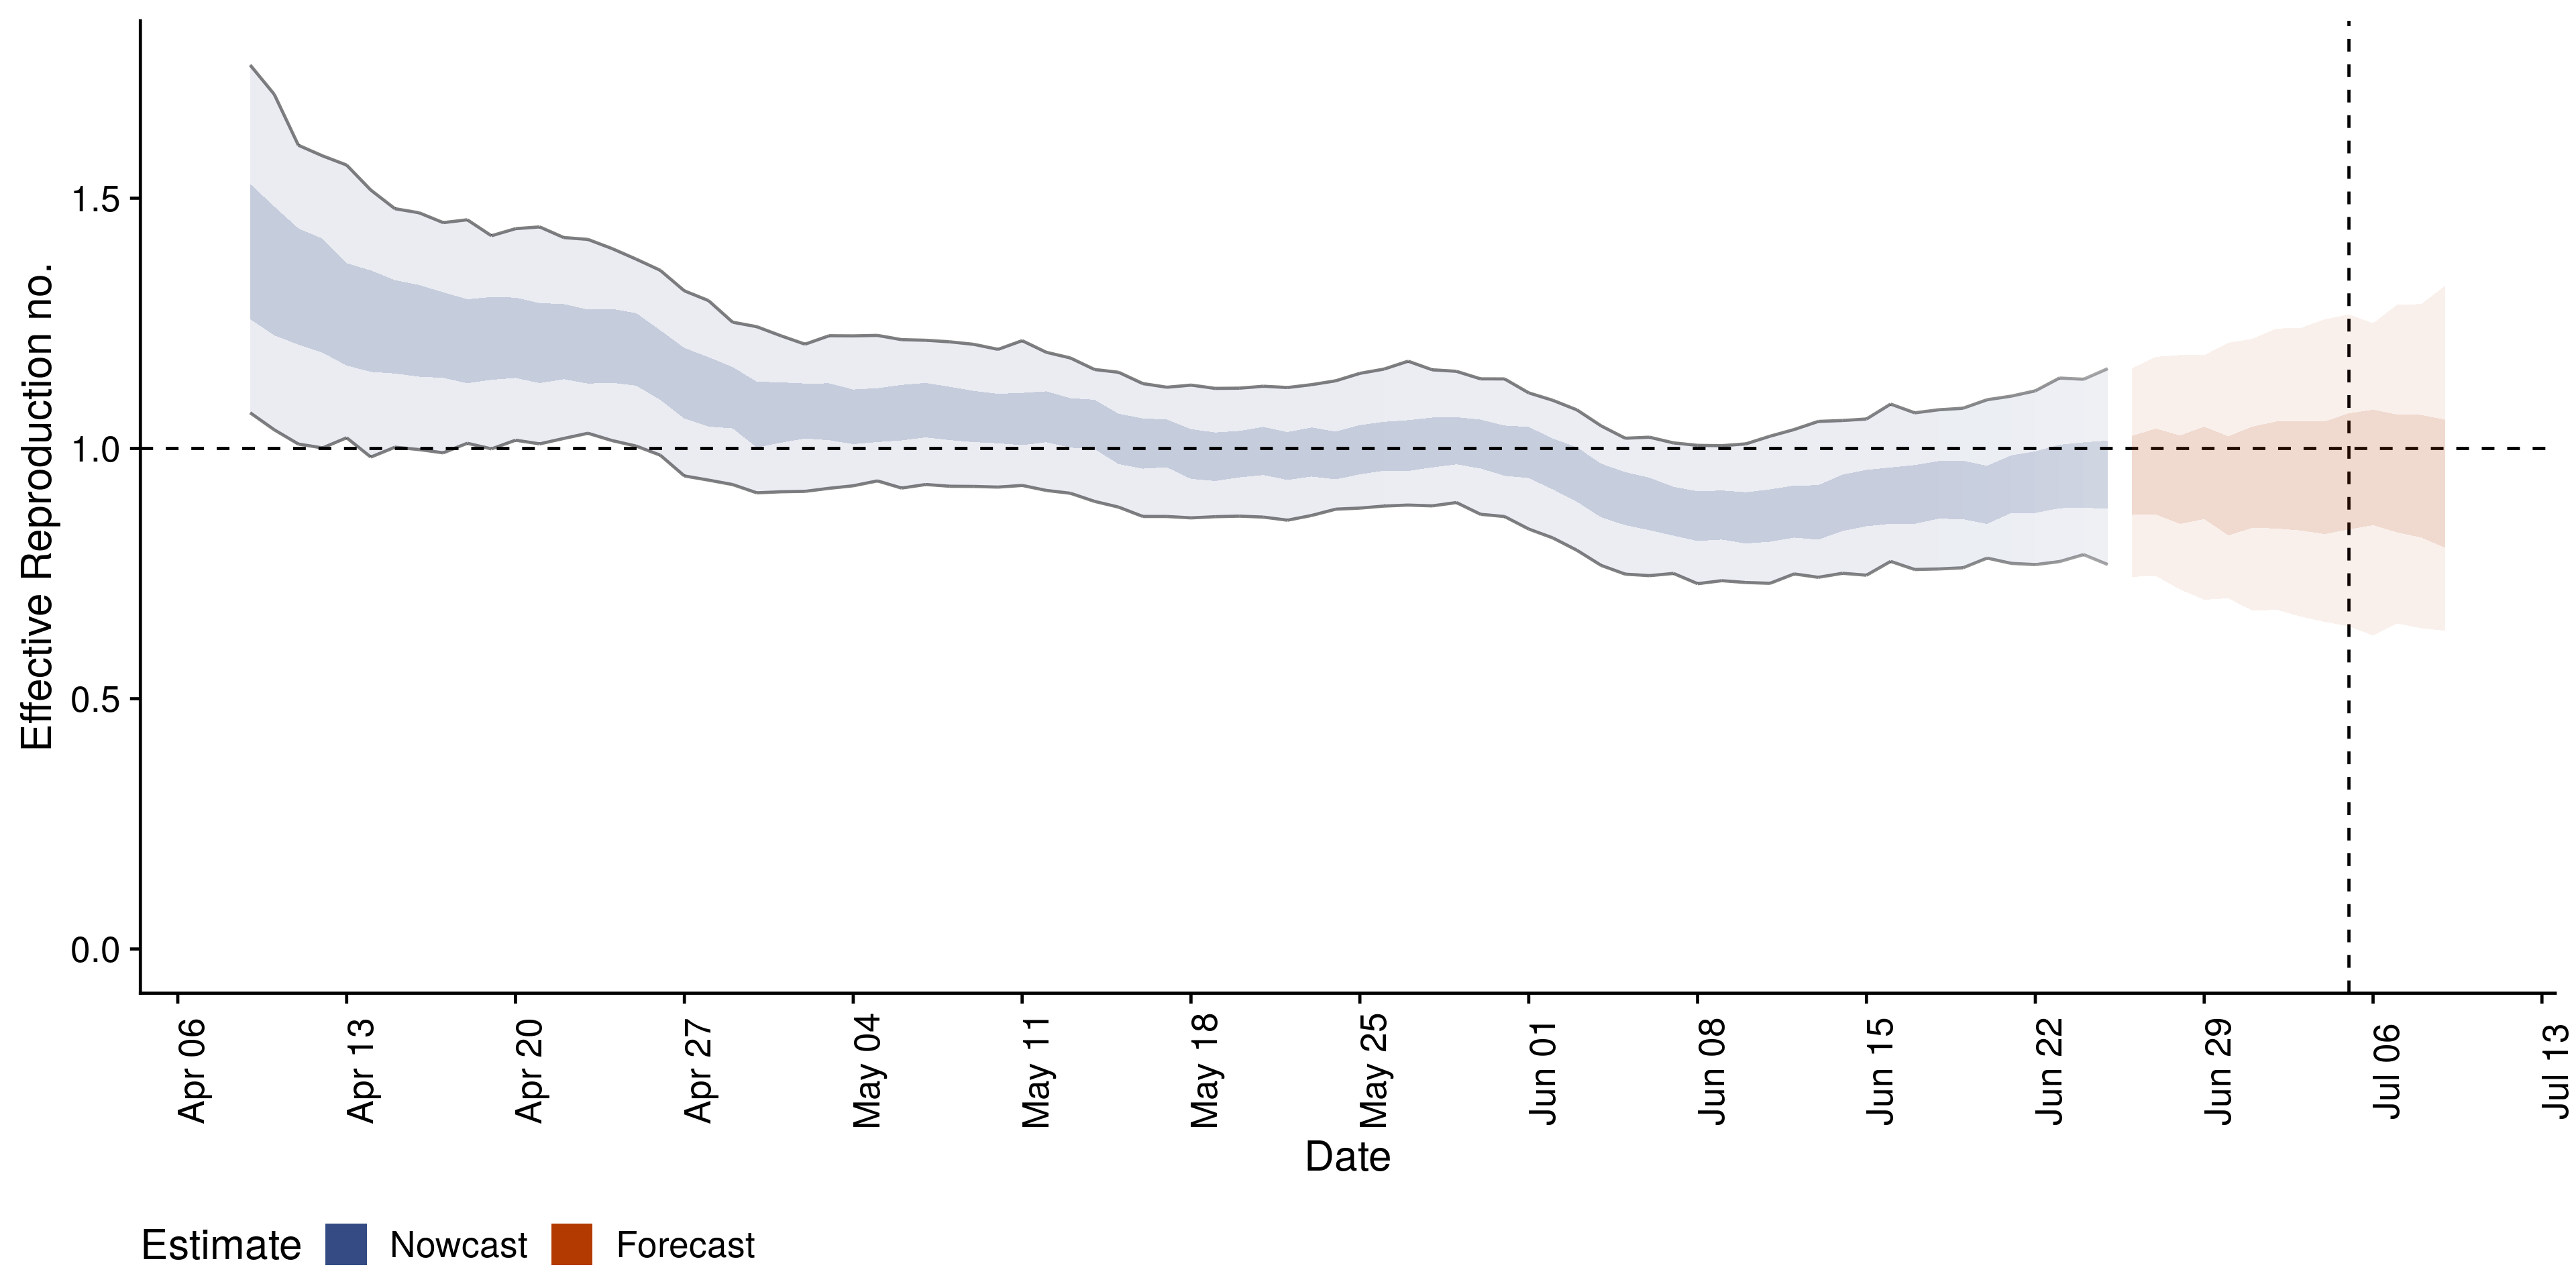 Effective Reproduction no.
1.5
1.0
0.5
0.0
Apr 06
Apr 13
Apr 20
Apr 27
May 04
May 11
May 18
May 25
Jun 01
Jun 08
Jun 15
Jun 22
Jun 29
Jul 06
Jul 13
Date
Estimate Nowcast Forecast